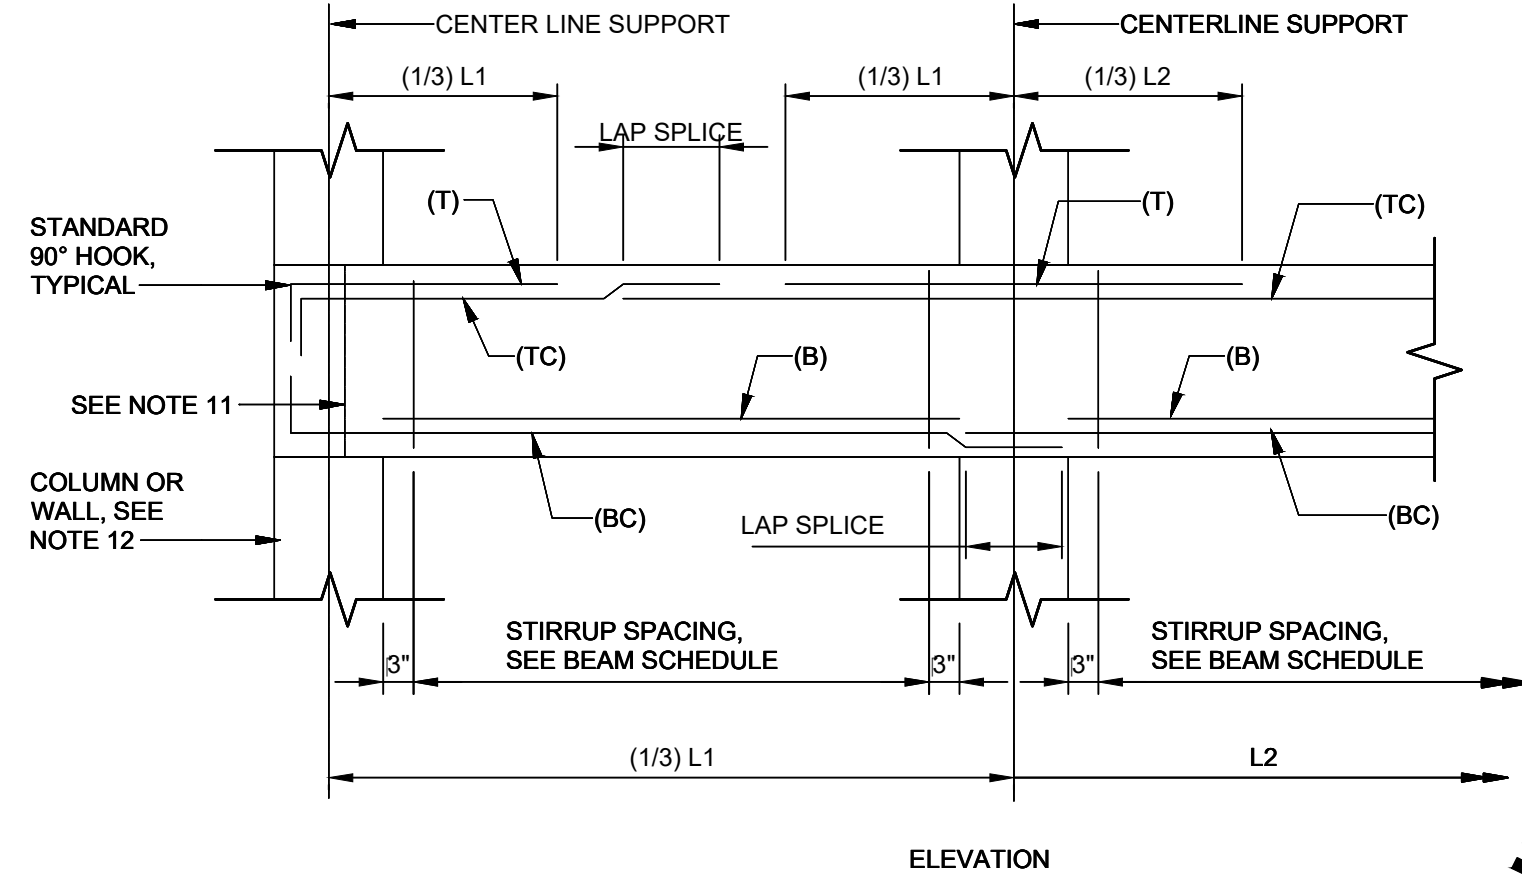 CENTER LINE SUPPORT
CENTERLINE SUPPORT
(1/3) L1
(1/3) L1
(1/3) L2
LAP SPLICE
(T)
(T)
(TC)
STANDARD
90° HOOK,
TYPICAL
(TC)
(B)
(B)
SEE NOTE 11
COLUMN OR
WALL, SEE
NOTE 12
(BC)
LAP SPLICE
(BC)
STIRRUP SPACING,
SEE BEAM SCHEDULE
STIRRUP SPACING,
SEE BEAM SCHEDULE
3"
3"
3"
(1/3) L1
L2
ELEVATION